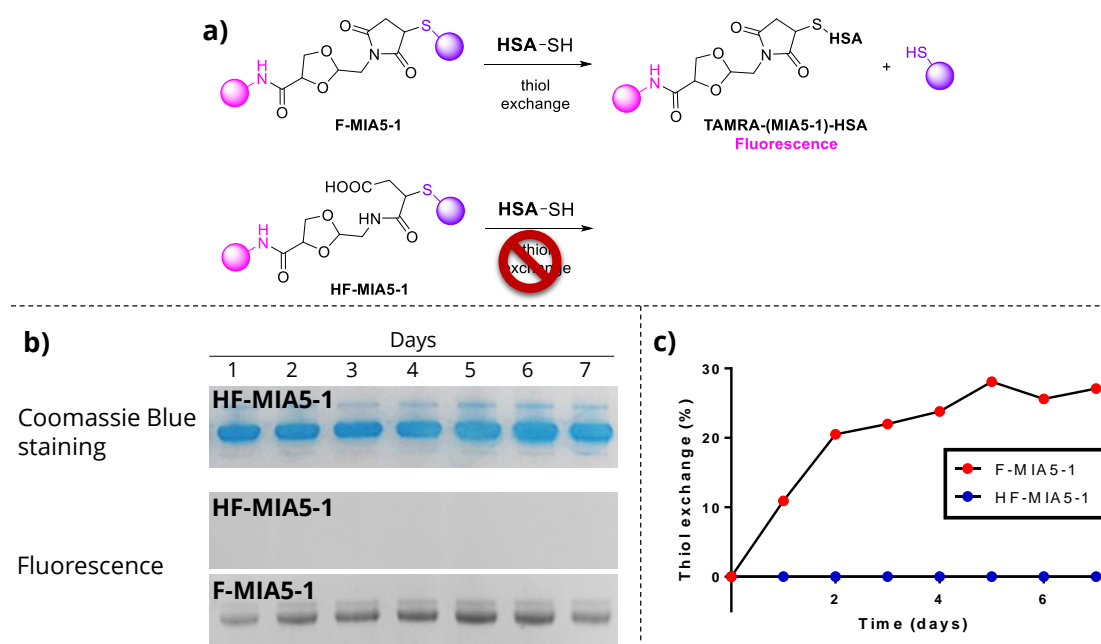 a)
O
S
HSA-SH
O
S
HSA
HS
H
N
O
O
O
N
O
thiol
exchange
H
N
O
O
O
N
O
+
F-MIA5-1
TAMRA-(MIA5-1)-HSA
Fluorescence
HOOC
S
HSA-SH
H
N
O
O
O
HN
O
thiol
exchange
HF-MIA5-1
b)
Days
1 2 3 4 5 6 7
Coomassie Blue
staining
HF-MIA5-1
HF-MIA5-1
Fluorescence
F-MIA5-1
c)
Thiol exchange (%)
30
20
10
0
2 4 6
Time (days)
F-MIA5-1
HF-MIA5-1